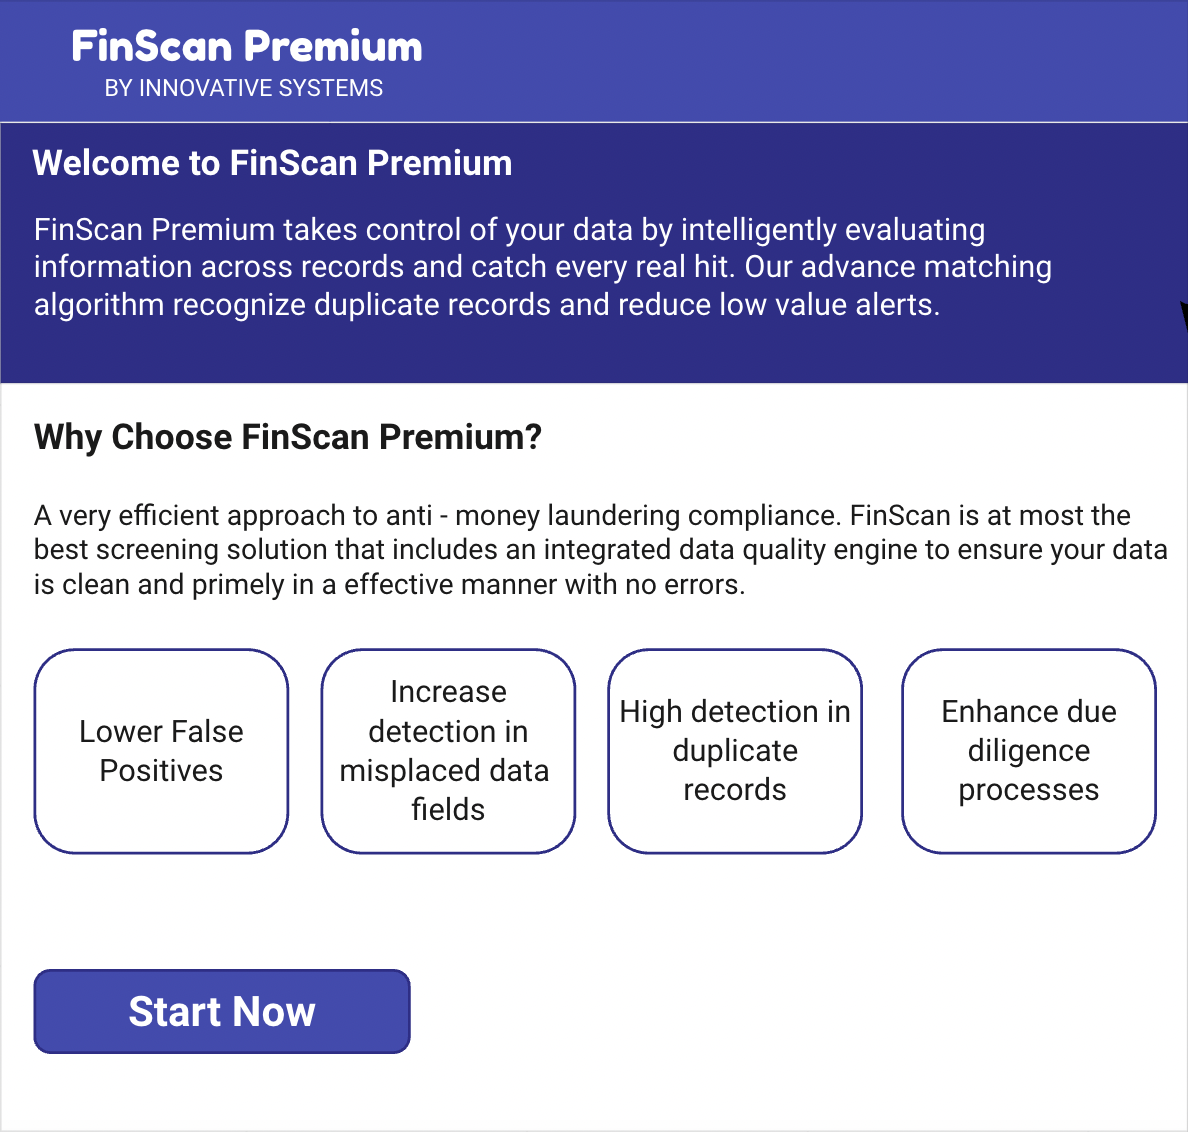 FinScan Premium
BY INNOVATIVE SYSTEMS
Welcome to FinScan Premium
FinScan Premium takes control of your data by intelligently evaluating
information across records and catch every real hit. Our advance matching
algorithm recognize duplicate records and reduce low value alerts.
Why Choose FinScan Premium?
A very efficient approach to anti - money laundering compliance. FinScan is at most the
best screening solution that includes an integrated data quality engine to ensure your data
is clean and primely in a effective manner with no errors.
Lower False
Positives
Increase
detection in
misplaced data
fields
High detection in
duplicate
records
Enhance due
diligence
processes
Start Now